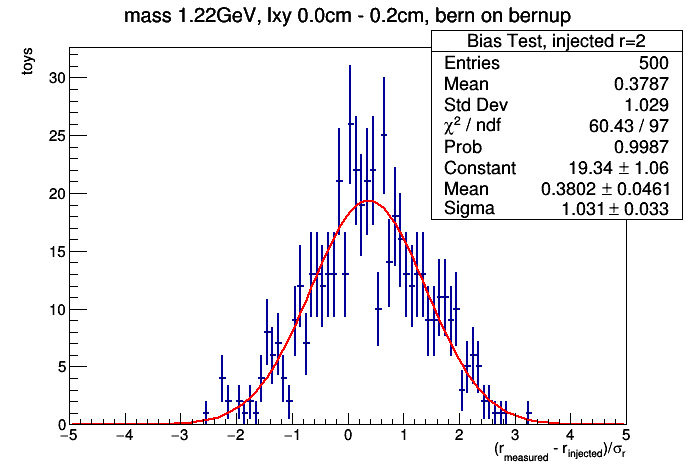 mass 1.22GeV, lxy 0.0cm - 0.2cm, bern on bernup
toys
Bias Test, injected r=2
Entries 500
Mean 0.3787
Std Dev 1.029
χ² / ndf 60.43 / 97
Prob 0.9987
Constant 19.34 ± 1.06
Mean 0.3802 ± 0.0461
Sigma 1.031 ± 0.033
30
25
20
15
10
5
0
−5 −4 −3 −2 −1 0 1 2 3 4 5
(r_measured - r_injected)/σ_r